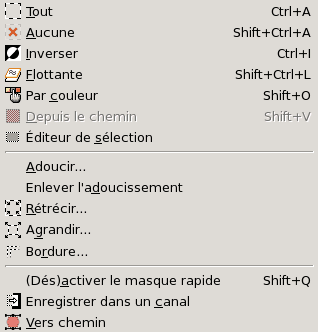 Tout Ctrl+A
Aucune Shift+Ctrl+A
Inverser Ctrl+I
Flottante Shift+Ctrl+L
Par couleur Shift+O
Depuis le chemin Shift+V
Éditeur de sélection
Adoucir...
Enlever l'adoucissement
Rétrécir...
Agrandir...
Bordure...
(Dés)activer le masque rapide Shift+Q
Enregistrer dans un canal
Vers chemin